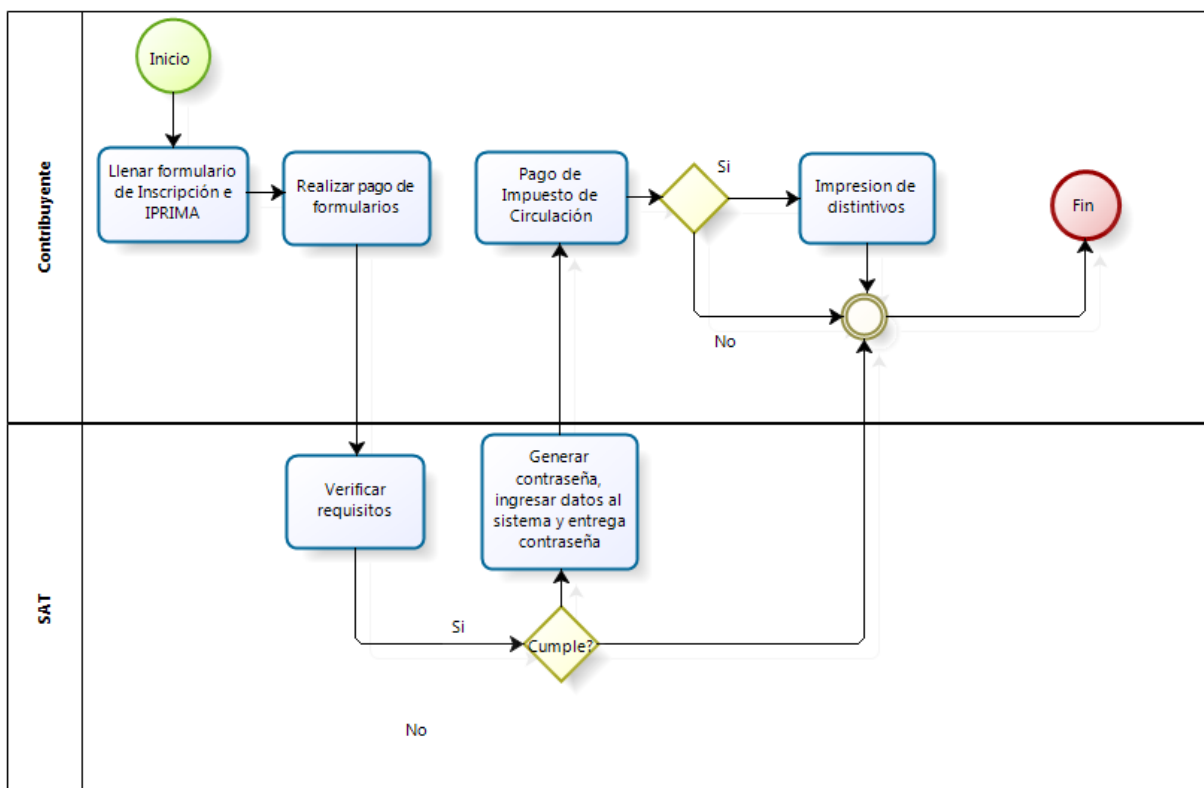 Contribuyente
Inicio
Llenar formulario
de Inscripción e
IPRIMA
Realizar pago de
formularios
Pago de
Impuesto de
Circulación
Si
No
Impresion de
distintivos
Fin
SAT
Verificar
requisitos
Generar
contraseña,
ingresar datos al
sistema y entrega
contraseña
Si
Cumple?
No